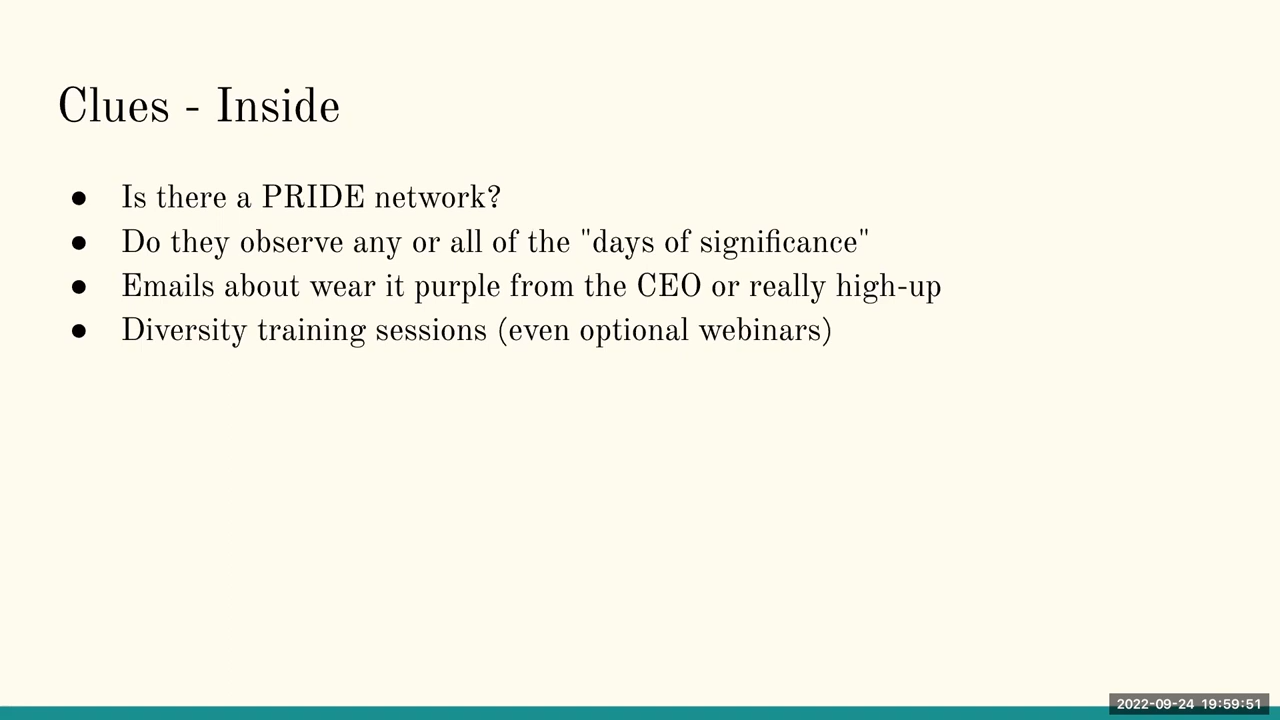 Clues - Inside
● Is there a PRIDE network?
● Do they observe any or all of the "days of significance"
● Emails about wear it purple from the CEO or really high-up
● Diversity training sessions (even optional webinars)
2022-09-24 19:59:51